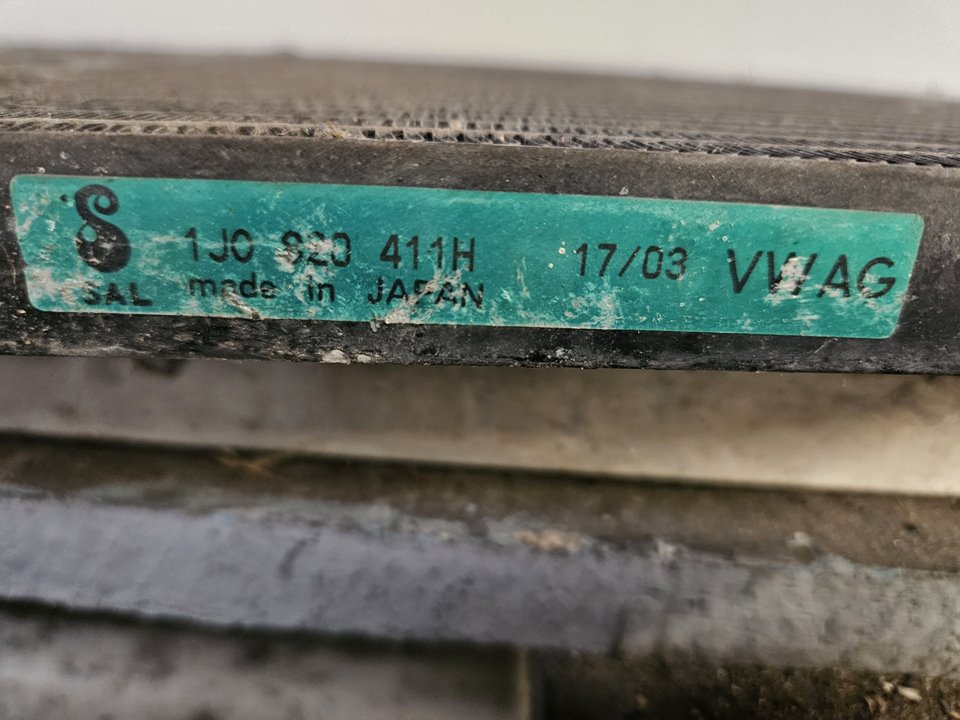 S
SAL
1J0 820 411H 17/03 VWAG
made in JAPAN